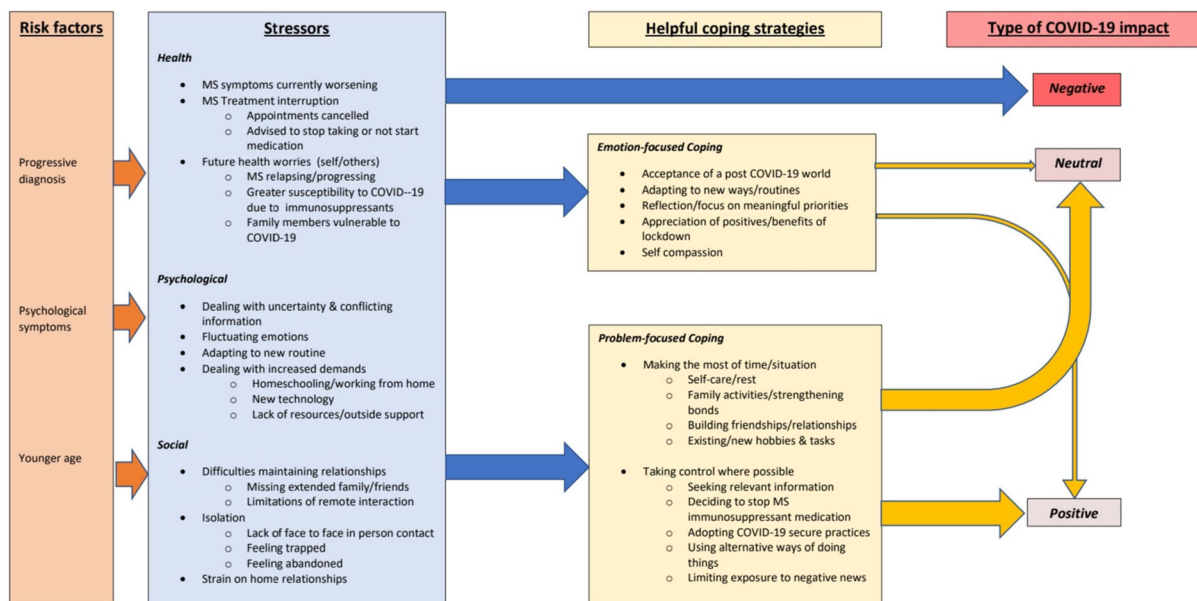 Risk factors
Progressive
diagnosis
Psychological
symptoms
Younger age
Stressors
Health
• MS symptoms currently worsening
• MS Treatment interruption
o Appointments cancelled
o Advised to stop taking or not start
medication
• Future health worries (self/others)
o MS relapsing/progressing
o Greater susceptibility to COVID--19
due to immunosuppressants
o Family members vulnerable to
COVID-19
Psychological
• Dealing with uncertainty & conflicting
information
• Fluctuating emotions
• Adapting to new routine
• Dealing with increased demands
o Homeschooling/working from home
o New technology
o Lack of resources/outside support
Social
• Difficulties maintaining relationships
o Missing extended family/friends
o Limitations of remote interaction
• Isolation
o Lack of face to face in person contact
o Feeling trapped
o Feeling abandoned
• Strain on home relationships
Helpful coping strategies
Emotion-focused Coping
• Acceptance of a post COVID-19 world
• Adapting to new ways/routines
• Reflection/focus on meaningful priorities
• Appreciation of positives/benefits of
lockdown
• Self compassion
Problem-focused Coping
• Making the most of time/situation
o Self-care/rest
o Family activities/strengthening
bonds
o Building friendships/relationships
o Existing/new hobbies & tasks
• Taking control where possible
o Seeking relevant information
o Deciding to stop MS
immunosuppressant medication
o Adopting COVID-19 secure practices
o Using alternative ways of doing
things
o Limiting exposure to negative news
Type of COVID-19 impact
Negative
Neutral
Positive